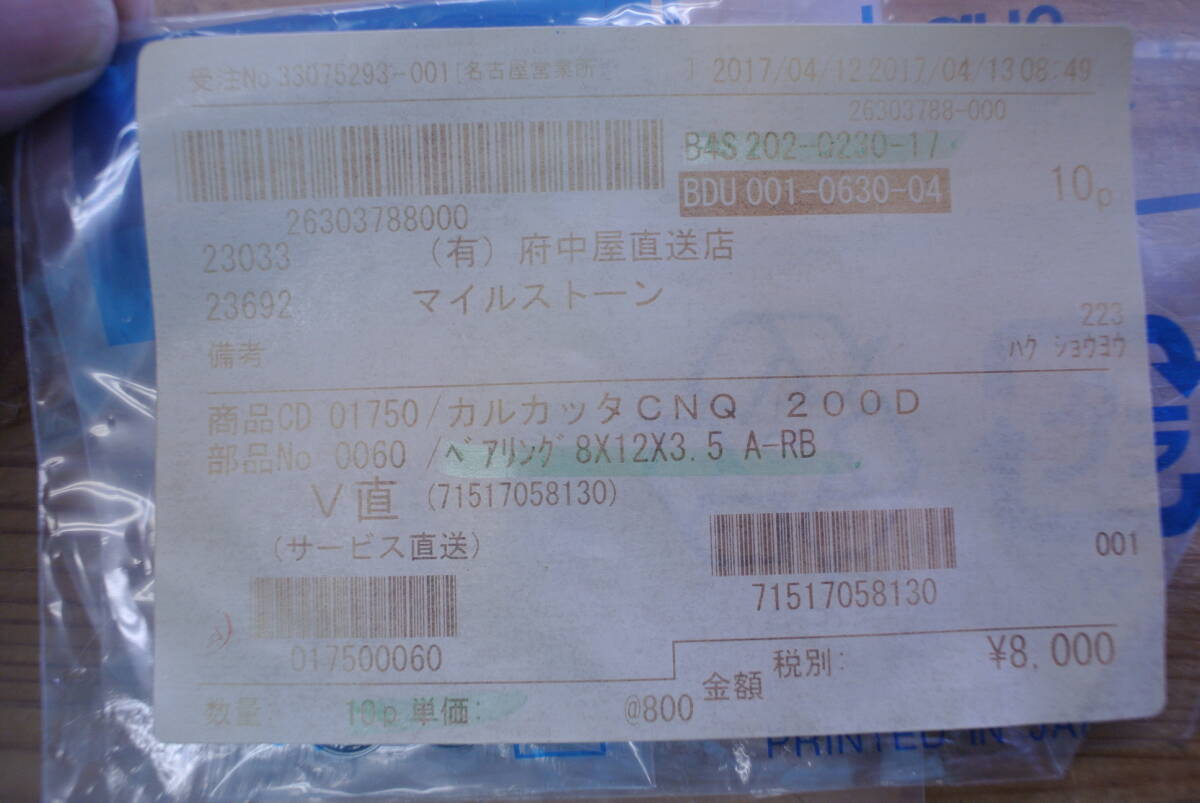 受注No 33075293-001[名古屋営業所 ] 2017/04/12 2017/04/13 08:49
26303788-000
B4S 202-0230-17
BDU 001-0630-04 10p
26303788000
23033 (有) 府中屋直送店
23692 マイルストーン
223
備考 ハク ショウヨウ
商品CD 01750/カルカッタCNQ 200D
部品No 0060 /ベアリング 8X12X3.5 A-RB
V直 (71517058130)
(サービス直送)
001
71517058130
017500060
金額 税別: ¥8,000
数量: 10p 単価: @800
PRINTED IN JA